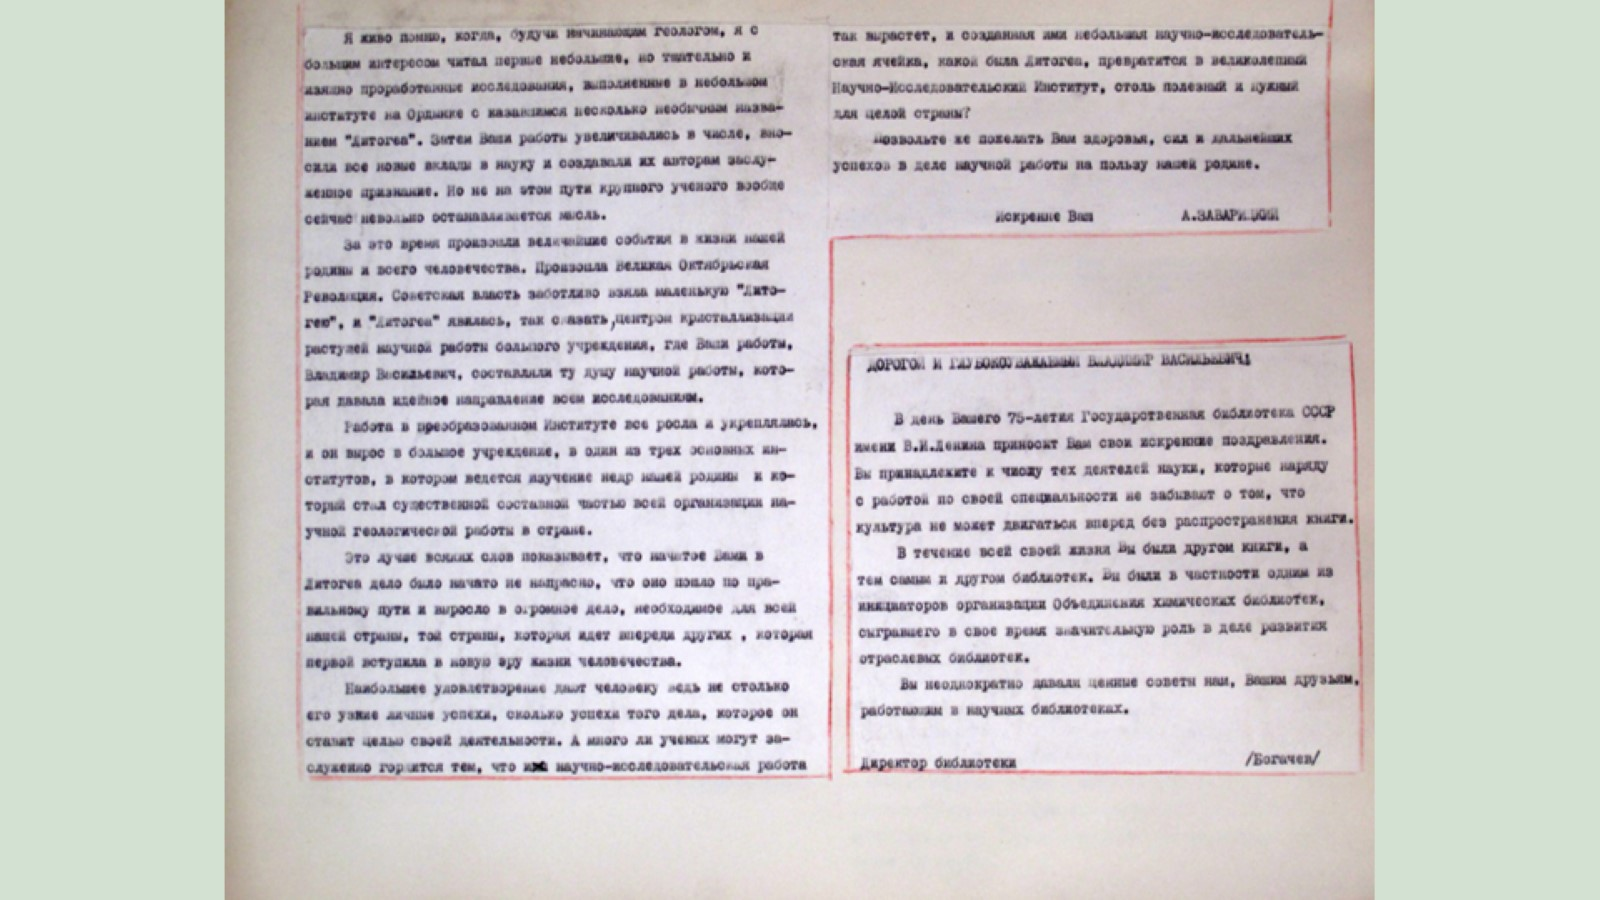 Я живо помню, когда, будучи начинающим геологом, я с
большим интересом читал первые небольшие, но тщательно и
изящно проработанные исследования, выполненные в небольшом
институте на Ордынке с казавшимся несколько необычным назва-
нием "Литогеа". Затем Ваши работы увеличивались в числе, вно-
сили все новые вклады в науку и создавали их авторам заслу-
женное признание. Но не на этом пути крупного ученого вообще
сейчас невольно останавливается мысль.
За это время произошли величайшие события в жизни нашей
родины и всего человечества. Произошла Великая Октябрьская
Революция. Советская власть заботливо взяла маленькую "Лито-
гею", и "Литогеа" явилась, так сказать, центром кристаллизации
растущей научной работы большого учреждения, где Ваши работы,
Владимир Васильевич, составляли ту душу научной работы, кото-
рая давала идейное направление всем исследованиям.
Работа в преобразованном Институте все росла и укреплялась,
и он вырос в большое учреждение, в один из трех основных ин-
ститутов, в котором ведется изучение недр нашей родины и ко-
торый стал существенной составной частью всей организации на-
учной геологической работы в стране.
Это лучше всяких слов показывает, что начатое Вами в
Литогеа дело было начато не напрасно, что оно пошло по пра-
вильному пути и выросло в огромное дело, необходимое для всей
нашей страны, той страны, которая идет впереди других , которая
первой вступила в новую эру жизни человечества.
Наибольшее удовлетворение дают человеку ведь не столько
его узкие личные успехи, сколько успехи того дела, которое он
ставит целью своей деятельности. А много ли ученых могут за-
служенно гордится тем, что их научно-исследовательская работа
так вырастет, и созданная ими небольшая научно-исследователь-
ская ячейка, какой была Литогеа, превратится в великолепный
Научно-Исследовательский Институт, столь полезный и нужный
для целой страны?
Позвольте же пожелать Вам здоровья, сил и дальнейших
успехов в деле научной работы на пользу нашей родине.
Искренне Ваш А.ЗАВАРИЦКИЙ
ДОРОГОЙ И ГЛУБОКОУВАЖАЕМЫЙ ВЛАДИМИР ВАСИЛЬЕВИЧ!
В день Вашего 75-летия Государственная библиотека СССР
имени В.И.Ленина приносит Вам свои искренние поздравления.
Вы принадлежите к числу тех деятелей науки, которые наряду
с работой по своей специальности не забывают о том, что
культура не может двигаться вперед без распространения книги.
В течение всей своей жизни Вы были другом книги, а
тем самым и другом библиотек. Вы были в частности одним из
инициаторов организации Объединения химических библиотек,
сыгравшего в свое время значительную роль в деле развития
отраслевых библиотек.
Вы неоднократно давали ценные советы нам, Вашим друзьям,
работающим в научных библиотеках.
Директор библиотеки /Богачев/